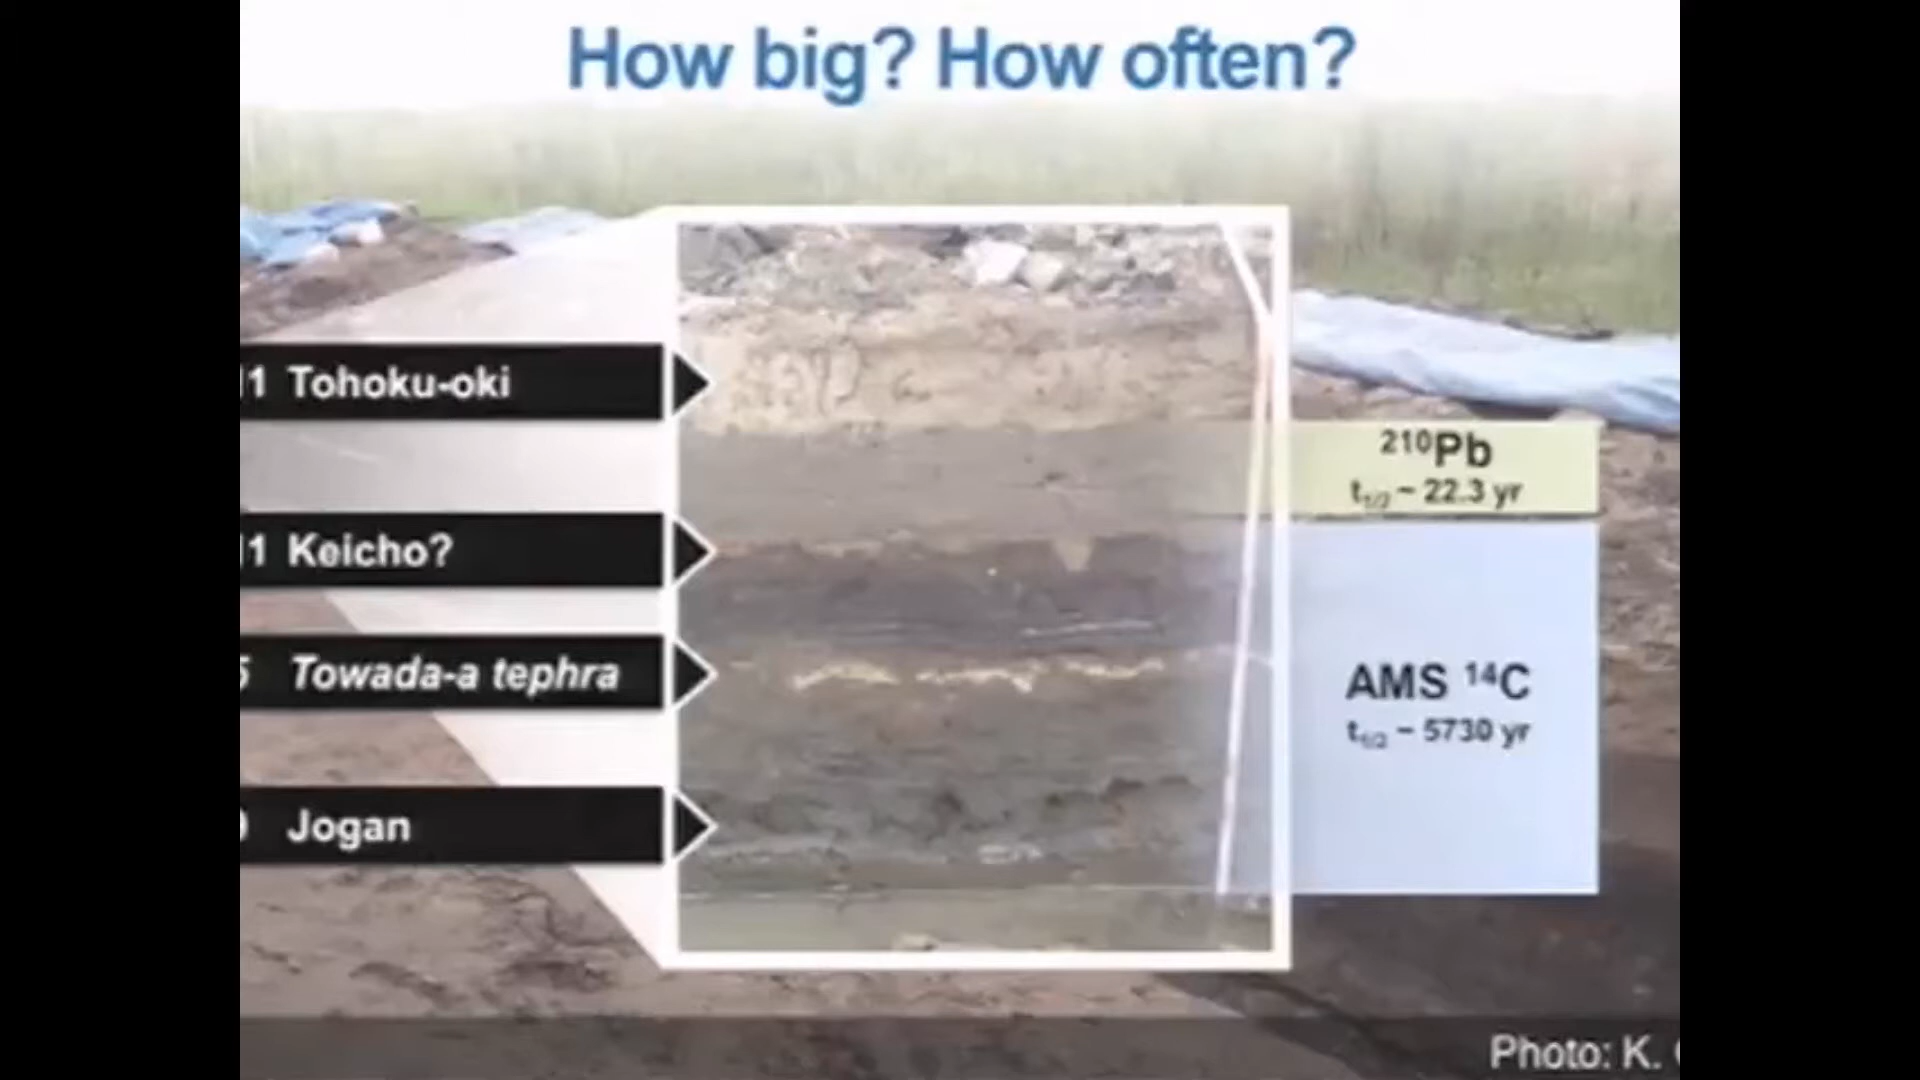 How big? How often?
11 Tohoku-oki
210Pb
t1/2 ~ 22.3 yr
11 Keicho?
5 Towada-a tephra
AMS 14C
t1/2 ~ 5730 yr
Jogan
Photo: K.